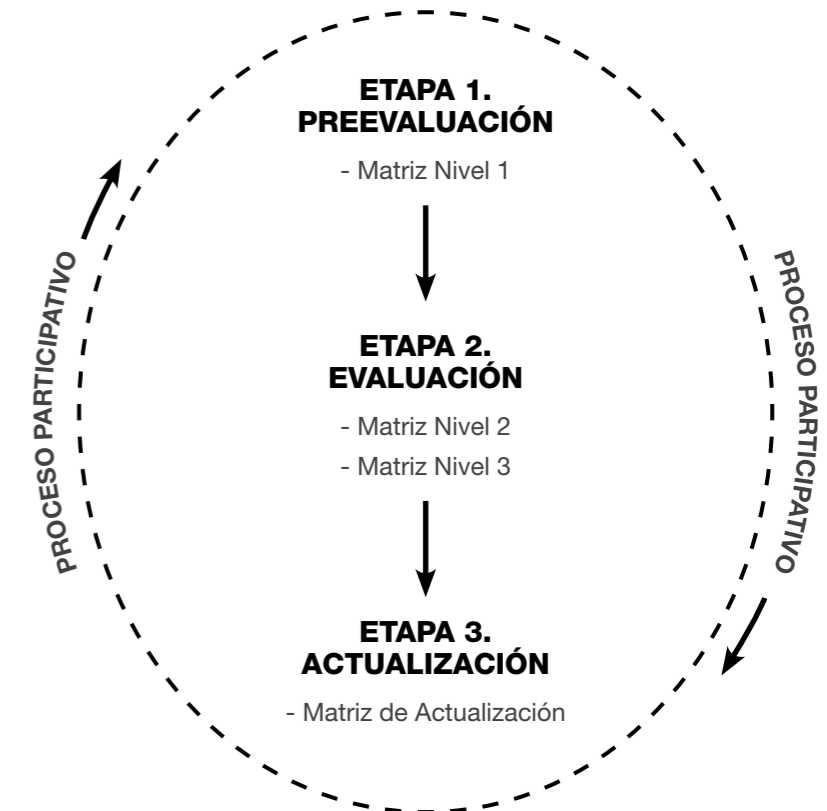 ETAPA 1.
PREEVALUACIÓN
- Matriz Nivel 1
PROCESO PARTICIPATIVO
PROCESO PARTICIPATIVO
ETAPA 2.
EVALUACIÓN
- Matriz Nivel 2
- Matriz Nivel 3
ETAPA 3.
ACTUALIZACIÓN
- Matriz de Actualización